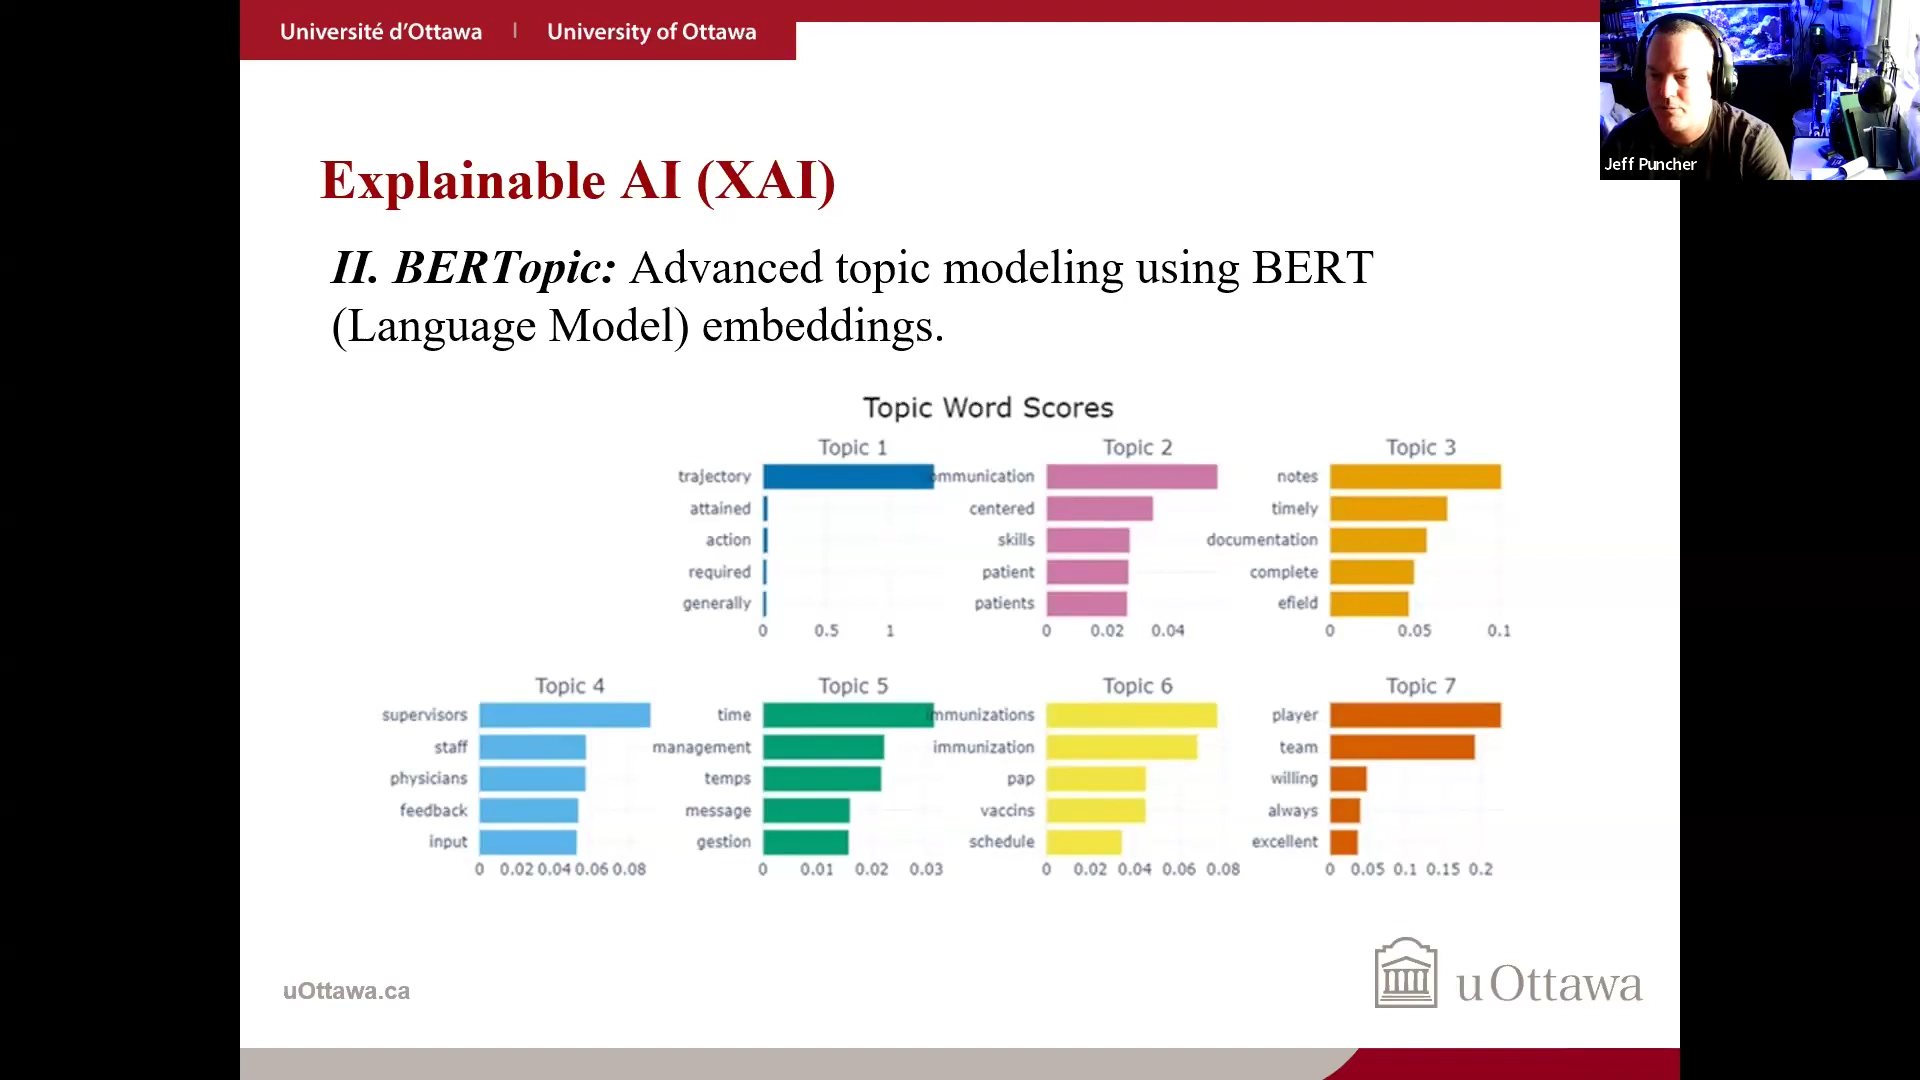 Université d'Ottawa | University of Ottawa
Jeff Puncher
Explainable AI (XAI)
II. BERTopic: Advanced topic modeling using BERT
(Language Model) embeddings.
Topic Word Scores
Topic 1
trajectory
attained
action
required
generally
0 0.5 1
Topic 2
ommunication
centered
skills
patient
patients
0 0.02 0.04
Topic 3
notes
timely
documentation
complete
efield
0 0.05 0.1
Topic 4
supervisors
staff
physicians
feedback
input
0 0.02 0.04 0.06 0.08
Topic 5
time
management
temps
message
gestion
0 0.01 0.02 0.03
Topic 6
immunizations
immunization
pap
vaccins
schedule
0 0.02 0.04 0.06 0.08
Topic 7
player
team
willing
always
excellent
0 0.05 0.1 0.15 0.2
uOttawa.ca
uOttawa